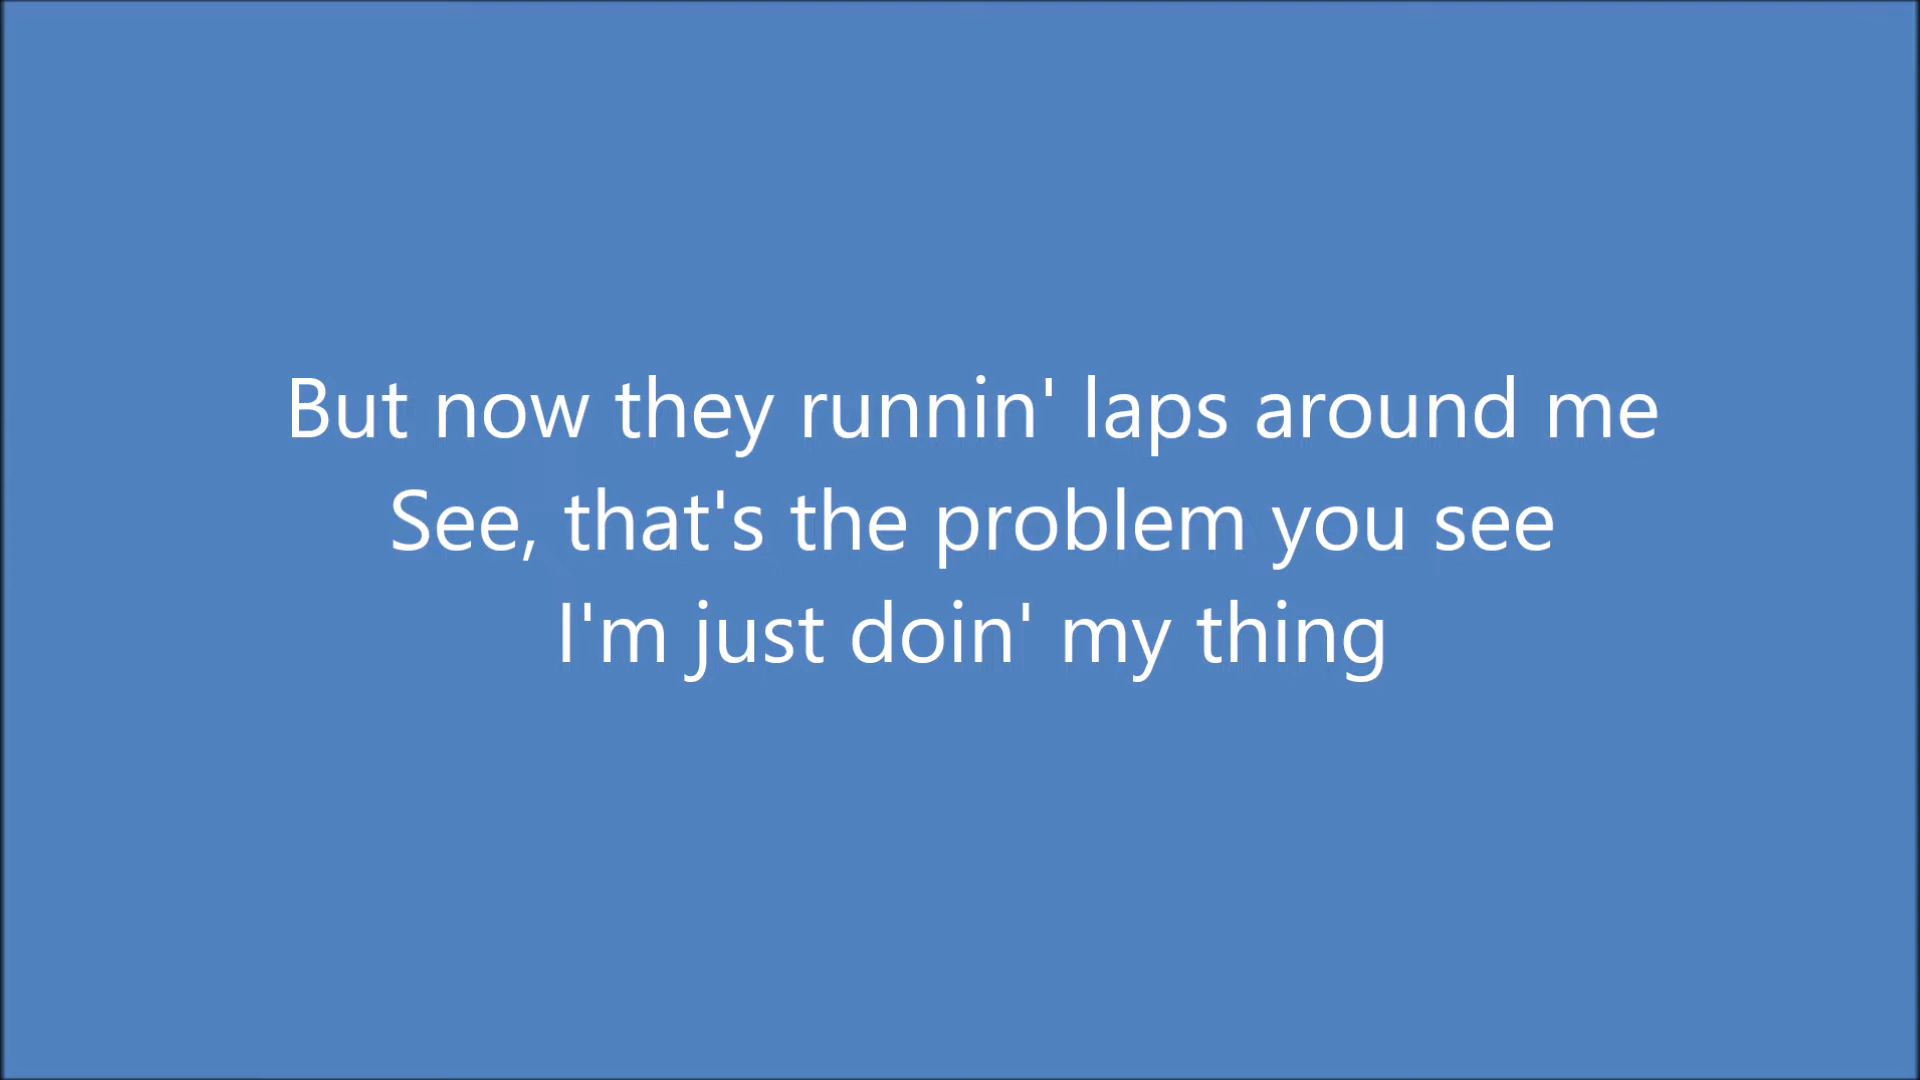 But now they runnin' laps around me
See, that's the problem you see
I'm just doin' my thing